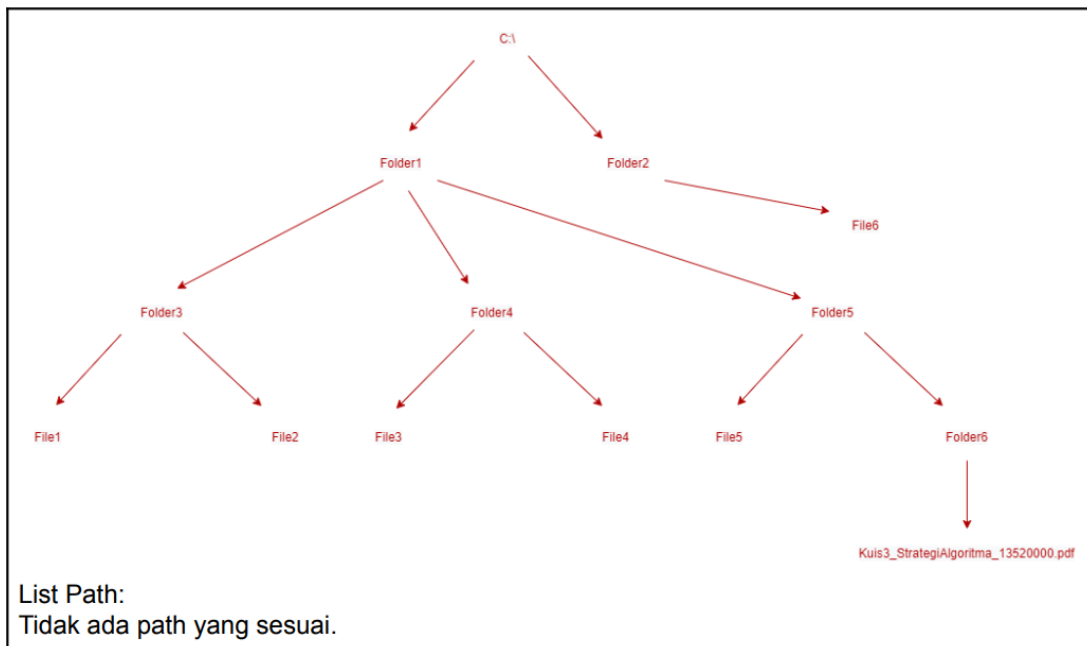 C:\
Folder1
Folder2
File6
Folder3
Folder4
Folder5
File1
File2
File3
File4
File5
Folder6
Kuis3_StrategiAlgoritma_13520000.pdf
List Path:
Tidak ada path yang sesuai.